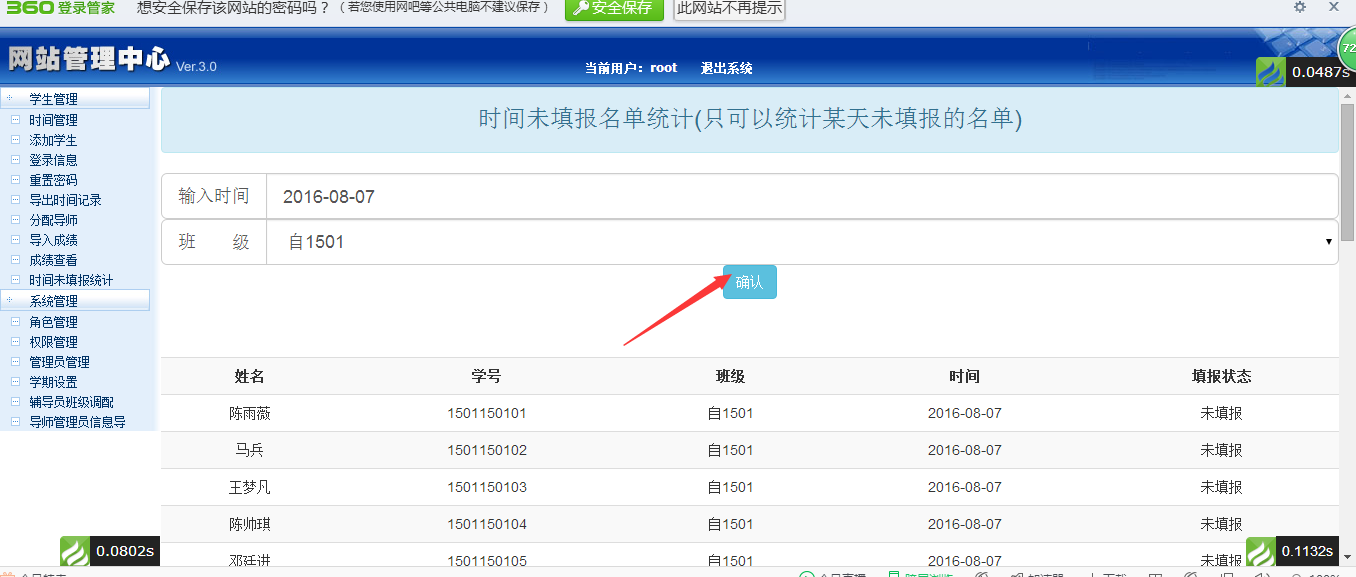 360登录管家 想安全保存该网站的密码吗？（若您使用网吧等公共电脑不建议保存） 安全保存 此网站不再提示
网站管理中心 Ver.3.0
当前用户：root 退出系统
72
0.0487s
学生管理
时间管理
添加学生
登录信息
重置密码
导出时间记录
分配导师
导入成绩
成绩查看
时间未填报统计
系统管理
角色管理
权限管理
管理员管理
学期设置
辅导员班级调配
导师管理员信息导
时间未填报名单统计(只可以统计某天未填报的名单)
输入时间 2016-08-07
班 级 自1501
确认
姓名 学号 班级 时间 填报状态
陈雨薇 1501150101 自1501 2016-08-07 未填报
马兵 1501150102 自1501 2016-08-07 未填报
王梦凡 1501150103 自1501 2016-08-07 未填报
陈帅琪 1501150104 自1501 2016-08-07 未填报
邓廷进 1501150105 自1501 2016-08-07 未填报
0.0802s
0.1132s